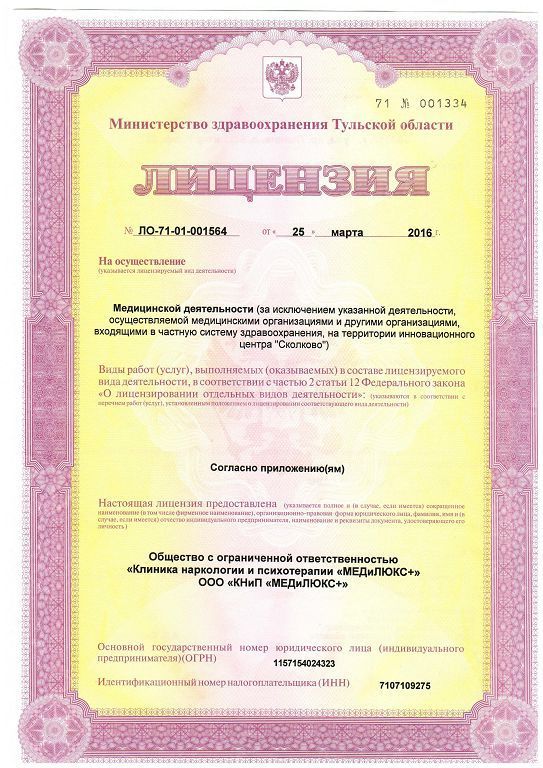 71 № 001334
Министерство здравоохранения Тульской области
ЛИЦЕНЗИЯ
№ ЛО-71-01-001564 от « 25 » марта 2016 г.
На осуществление
(указывается лицензируемый вид деятельности)
Медицинской деятельности (за исключением указанной деятельности,
осуществляемой медицинскими организациями и другими организациями,
входящими в частную систему здравоохранения, на территории инновационного
центра "Сколково")
Виды работ (услуг), выполняемых (оказываемых) в составе лицензируемого
вида деятельности, в соответствии с частью 2 статьи 12 Федерального закона
«О лицензировании отдельных видов деятельности»: (указываются в соответствии с
перечнем работ (услуг), установленным положением о лицензировании соответствующего вида деятельности)
Согласно приложению(ям)
Настоящая лицензия предоставлена (указывается полное и (в случае, если имеется) сокращенное
наименование (в том числе фирменное наименование), организационно-правовая форма юридического лица, фамилия, имя и (в
случае, если имеется) отчество индивидуального предпринимателя, наименование и реквизиты документа, удостоверяющего его
личность)
Общество с ограниченной ответственностью
«Клиника наркологии и психотерапии «МЕДиЛЮКС+»
ООО «КНиП «МЕДиЛЮКС+»
Основной государственный номер юридического лица (индивидуального
предпринимателя)(ОГРН) 1157154024323
Идентификационный номер налогоплательщика (ИНН) 7107109275